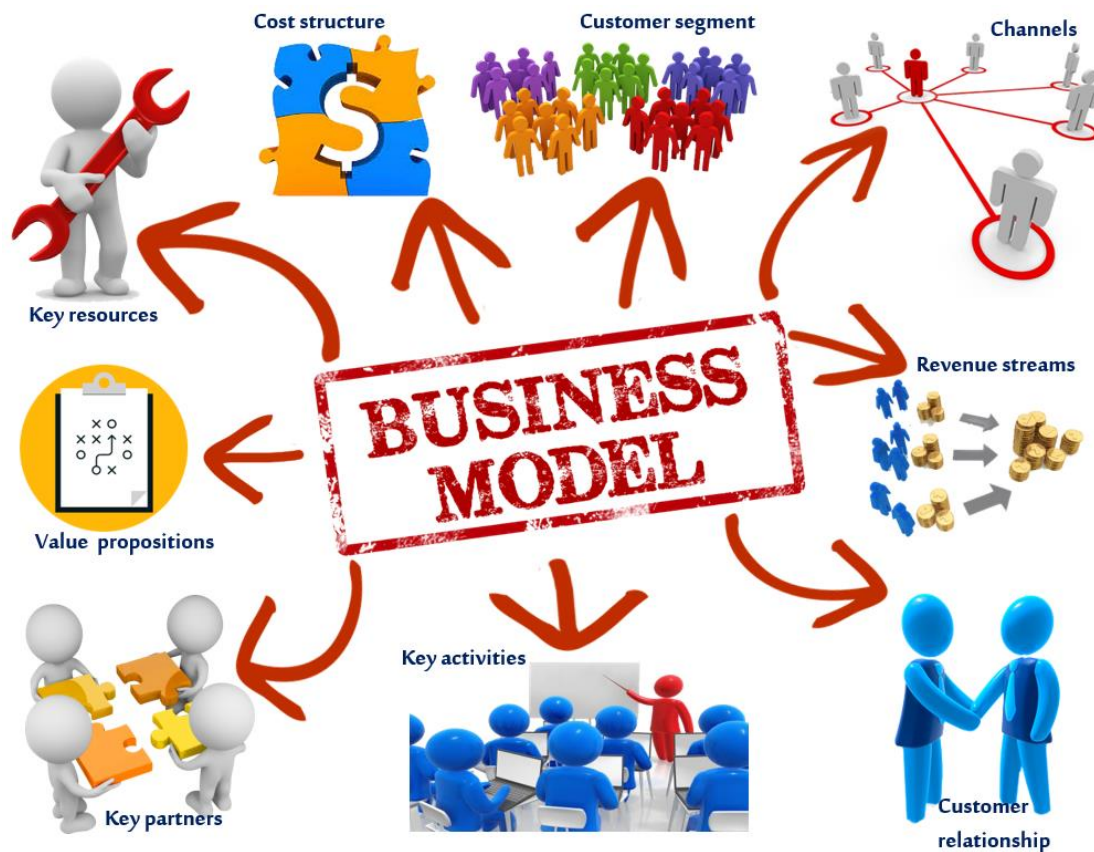 Cost structure
Customer segment
Channels
Key resources
BUSINESS
MODEL
Revenue streams
Value propositions
Key activities
Key partners
Customer
relationship